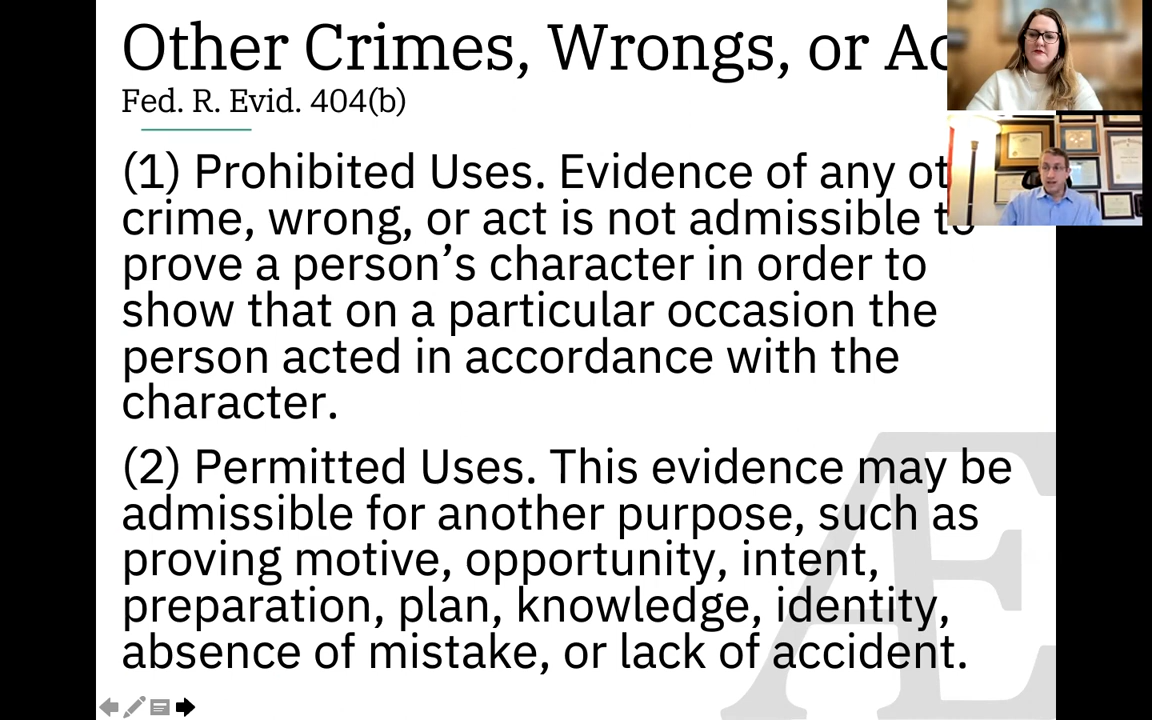 Other Crimes, Wrongs, or
Fed. R. Evid. 404(b)
(1) Prohibited Uses. Evidence of any
crime, wrong, or act is not admissible to
prove a person’s character in order to
show that on a particular occasion the
person acted in accordance with the
character.
(2) Permitted Uses. This evidence may be
admissible for another purpose, such as
proving motive, opportunity, intent,
preparation, plan, knowledge, identity,
absence of mistake, or lack of accident.
Æ